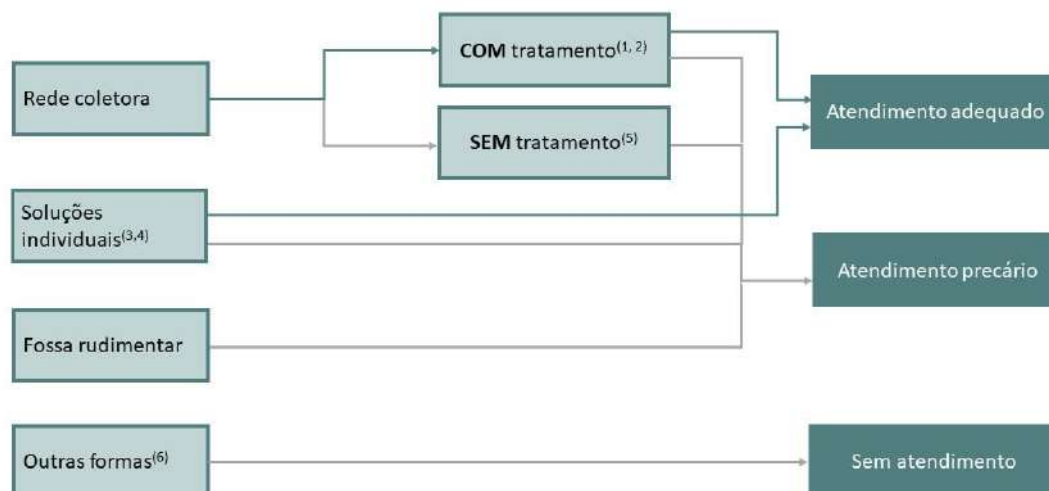 COM tratamento(1, 2)
Rede coletora
Atendimento adequado
SEM tratamento(5)
Soluções
individuais(3,4)
Atendimento precário
Fossa rudimentar
Outras formas(6)
Sem atendimento